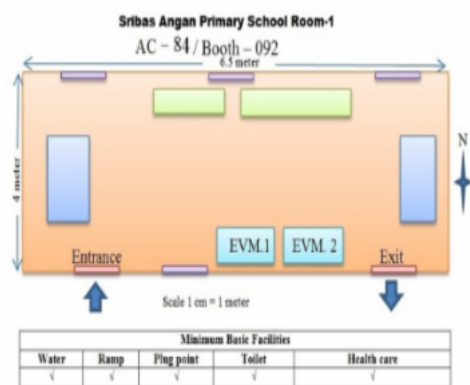 Sribas Angan Primary School Room-1
AC – 84 / Booth – 092
6.5 meter
4 meter
N
EVM.1 EVM. 2
Entrance Exit
Scale 1 cm = 1 meter
Minimum Basic Facilities
Water Ramp Plug point Toilet Health care
√ √ √ √ √